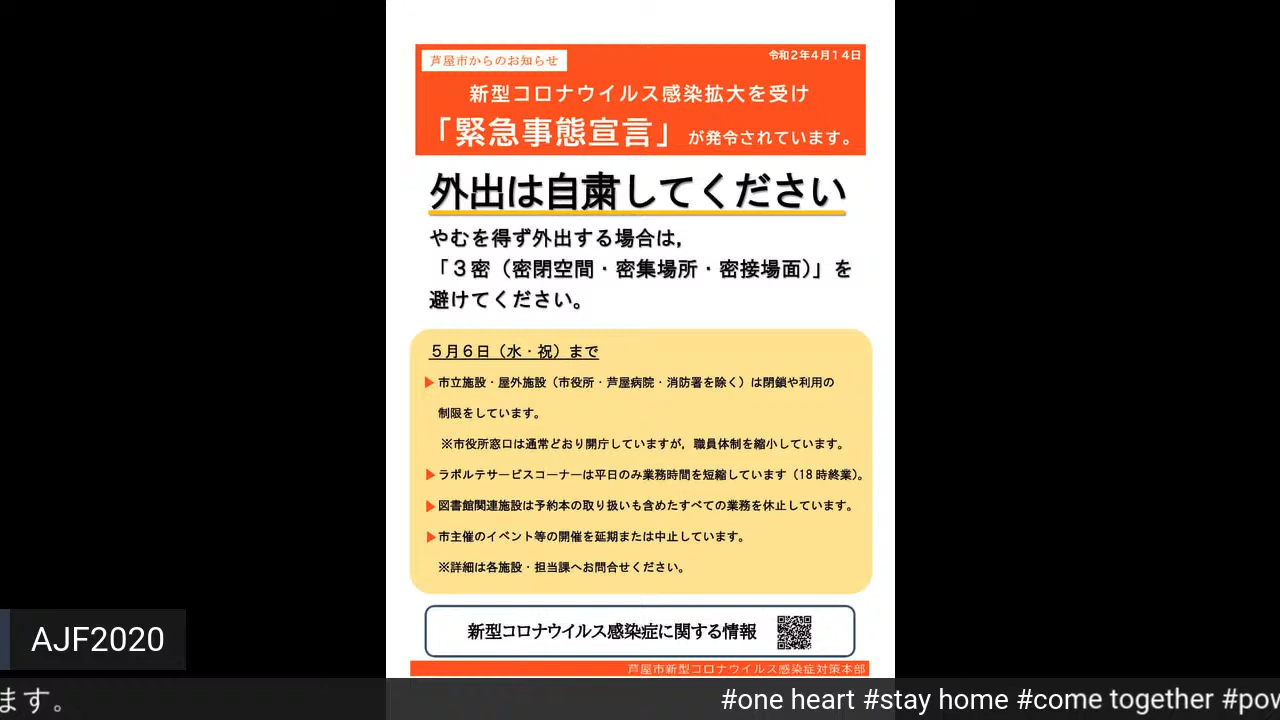 芦屋市からのお知らせ
令和2年4月14日
新型コロナウイルス感染拡大を受け
「緊急事態宣言」が発令されています。
外出は自粛してください
やむを得ず外出する場合は，
「３密（密閉空間・密集場所・密接場面）」を
避けてください。
５月６日（水・祝）まで
▶市立施設・屋外施設（市役所・芦屋病院・消防署を除く）は閉鎖や利用の
制限をしています。
※市役所窓口は通常どおり開庁していますが，職員体制を縮小しています。
▶ラポルテサービスコーナーは平日のみ業務時間を短縮しています（18時終業）。
▶図書館関連施設は予約本の取り扱いも含めたすべての業務を休止しています。
▶市主催のイベント等の開催を延期または中止しています。
※詳細は各施設・担当課へお問合せください。
新型コロナウイルス感染症に関する情報
芦屋市新型コロナウイルス感染症対策本部
AJF2020
ます。
#one heart #stay home #come together